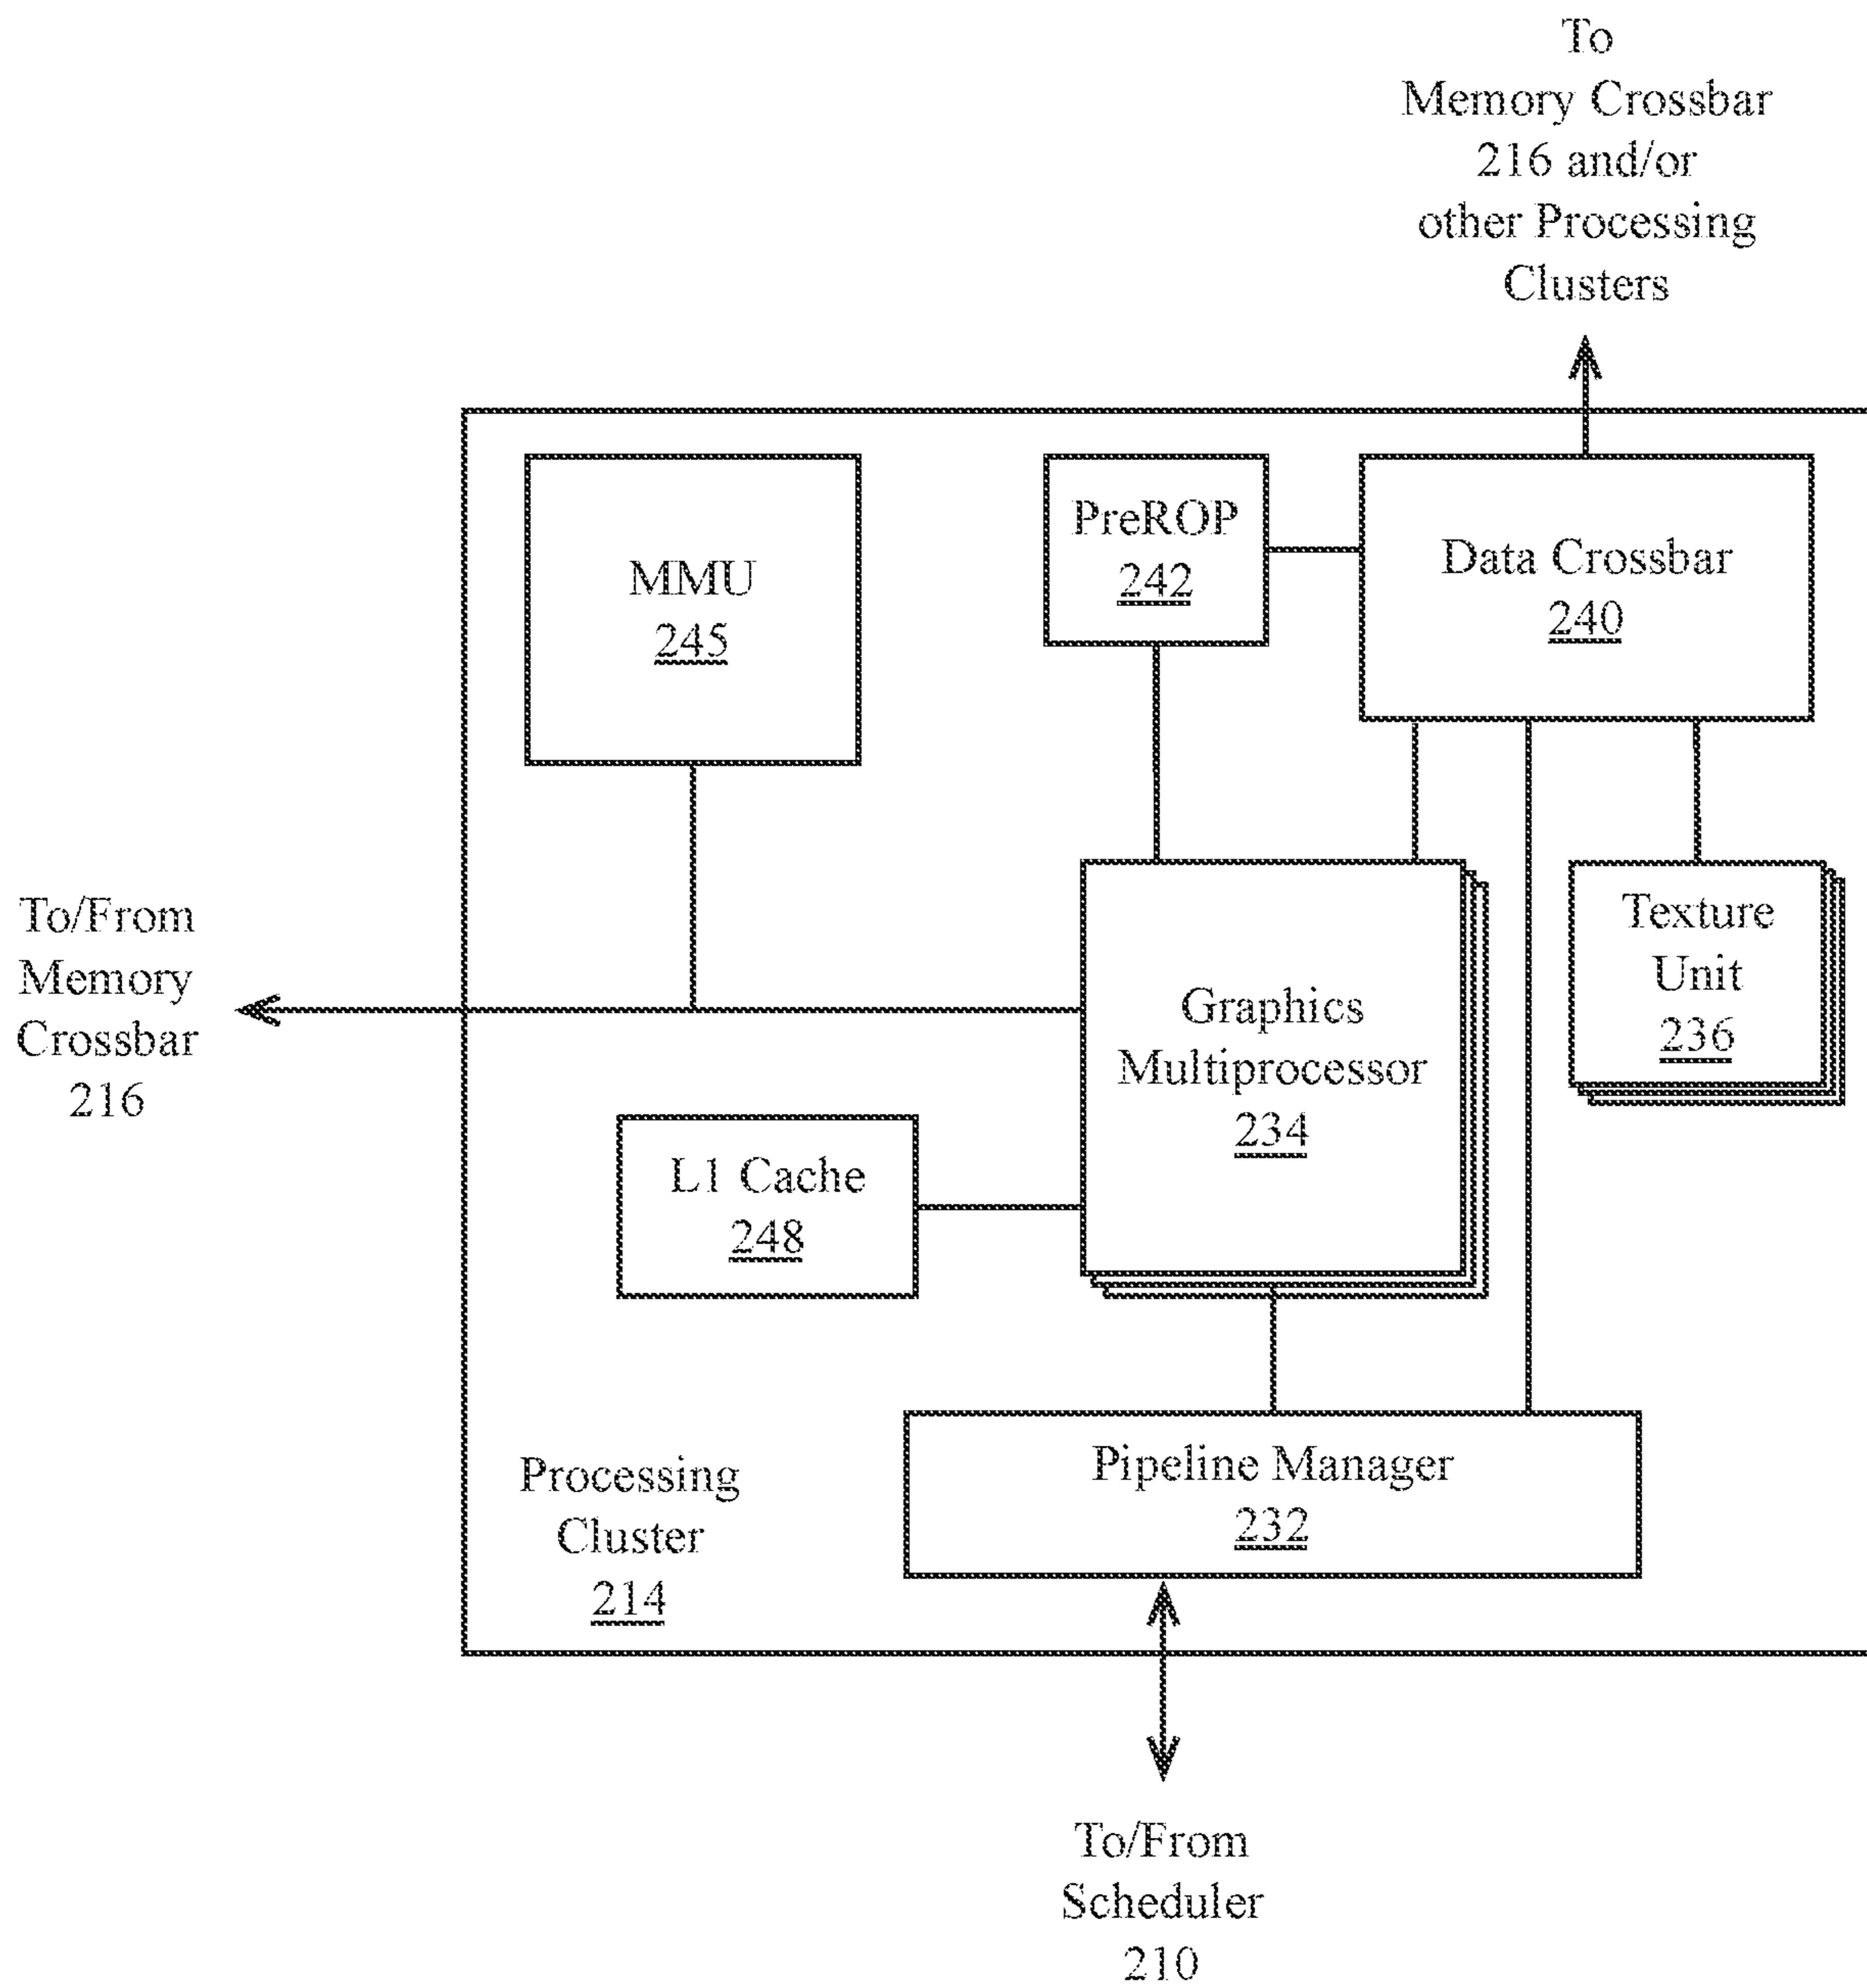 To
Memory Crossbar
216 and/or
other Processing
Clusters
MMU
245
PreROP
242
Data Crossbar
240
To/From
Memory
Crossbar
216
Graphics
Multiprocessor
234
Texture
Unit
236
L1 Cache
248
Processing
Cluster
214
Pipeline Manager
232
To/From
Scheduler
210